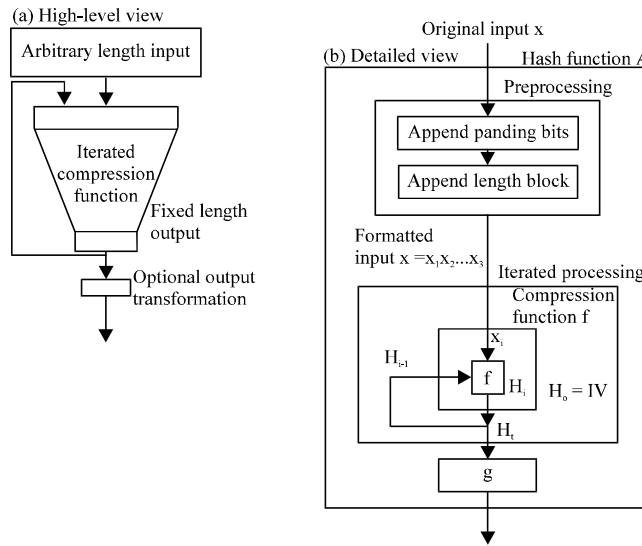 (a) High-level view
Arbitrary length input
Iterated
compression
function
Fixed length
output
Optional output
transformation
Original input x
(b) Detailed view
Hash function
Preprocessing
Append panding bits
Append length block
Formatted
input x =x₁x₂...x₃
Iterated processing
Compression
function f
xᵢ
Hᵢ₋₁
f
Hᵢ
Hₒ = IV
Hₜ
g